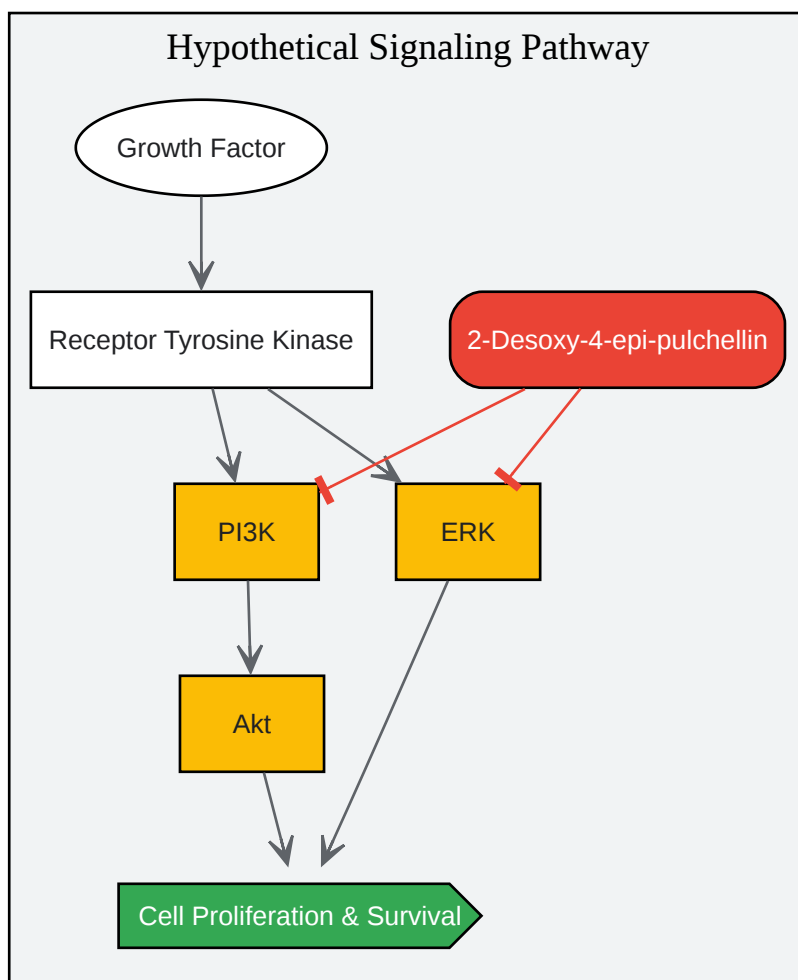 Hypothetical Signaling Pathway
Growth Factor
Receptor Tyrosine Kinase
2-Desoxy-4-epi-pulchellin
PI3K
ERK
Akt
Cell Proliferation & Survival